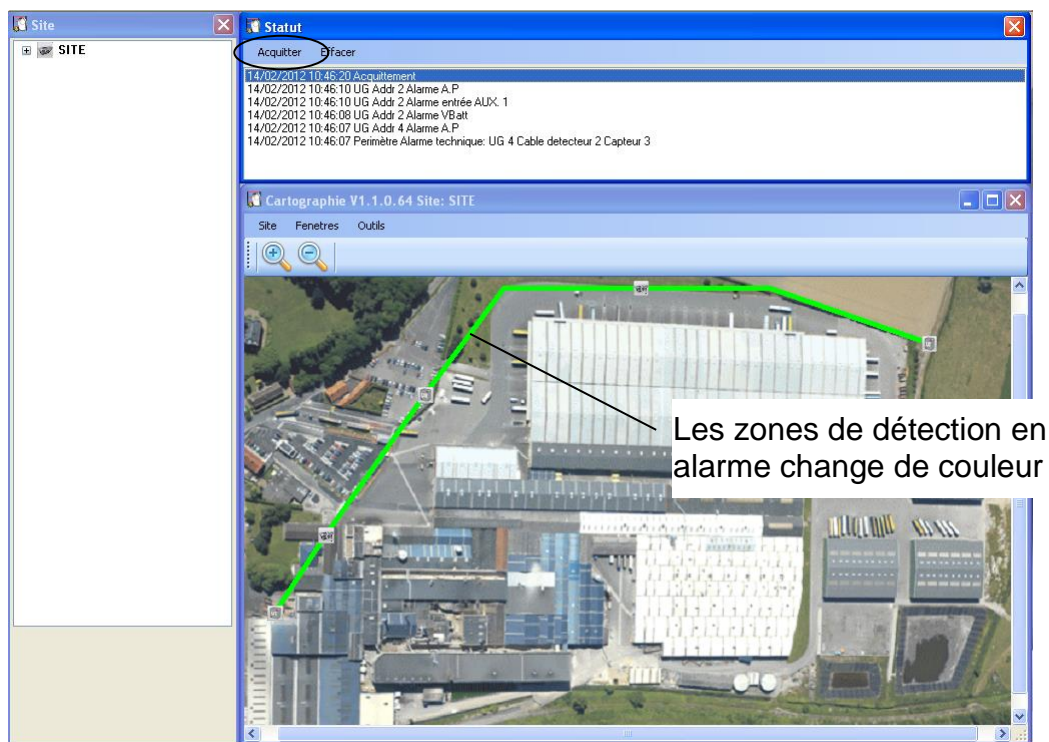 Site
SITE
Statut
Acquitter Effacer
14/02/2012 10:46:20 Acquittement
14/02/2012 10:46:10 UG Addr 2 Alarme A.P
14/02/2012 10:46:10 UG Addr 2 Alarme entrée AUX. 1
14/02/2012 10:46:08 UG Addr 2 Alarme VBatt
14/02/2012 10:46:07 UG Addr 4 Alarme A.P
14/02/2012 10:46:07 Perimètre Alarme technique: UG 4 Cable detecteur 2 Capteur 3
Cartographie V1.1.0.64 Site: SITE
Site Fenetres Outils
Les zones de détection en
alarme change de couleur